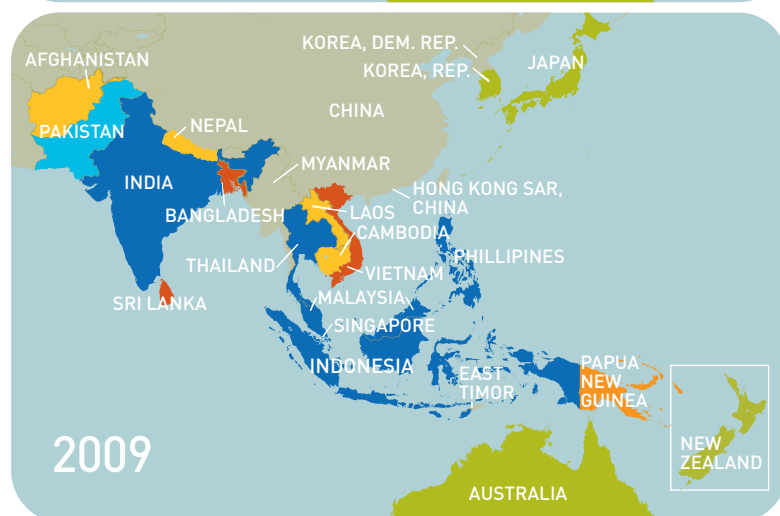 AFGHANISTAN
KOREA, DEM. REP.
KOREA, REP.
JAPAN
CHINA
PAKISTAN
NEPAL
MYANMAR
INDIA
HONG KONG SAR,
CHINA
BANGLADESH
LAOS
CAMBODIA
THAILAND
PHILLIPINES
VIETNAM
SRI LANKA
MALAYSIA
SINGAPORE
INDONESIA
EAST
TIMOR
PAPUA
NEW
GUINEA
2009
NEW
ZEALAND
AUSTRALIA